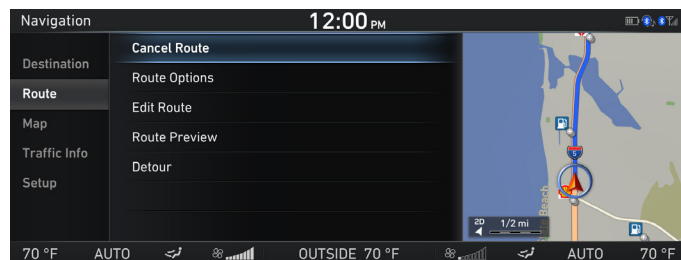 Navigation
12:00 PM
Destination
Route
Map
Traffic Info
Setup
Cancel Route
Route Options
Edit Route
Route Preview
Detour
2D
1/2 mi
Beach
70 °F AUTO OUTSIDE 70 °F AUTO 70 °F